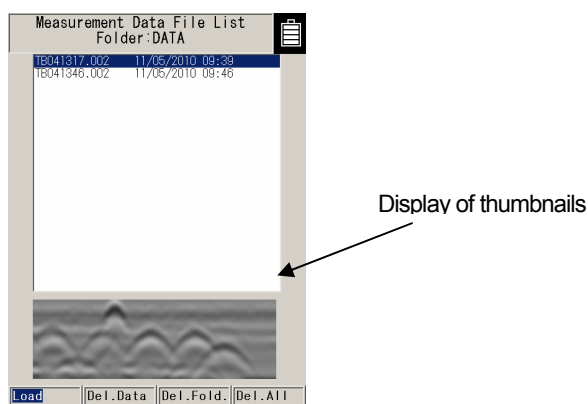 Measurement Data File List
Folder:DATA
TB041317.002 11/05/2010 09:39
TB041346.002 11/05/2010 09:46
Display of thumbnails
Load Del.Data Del.Fold. Del.All